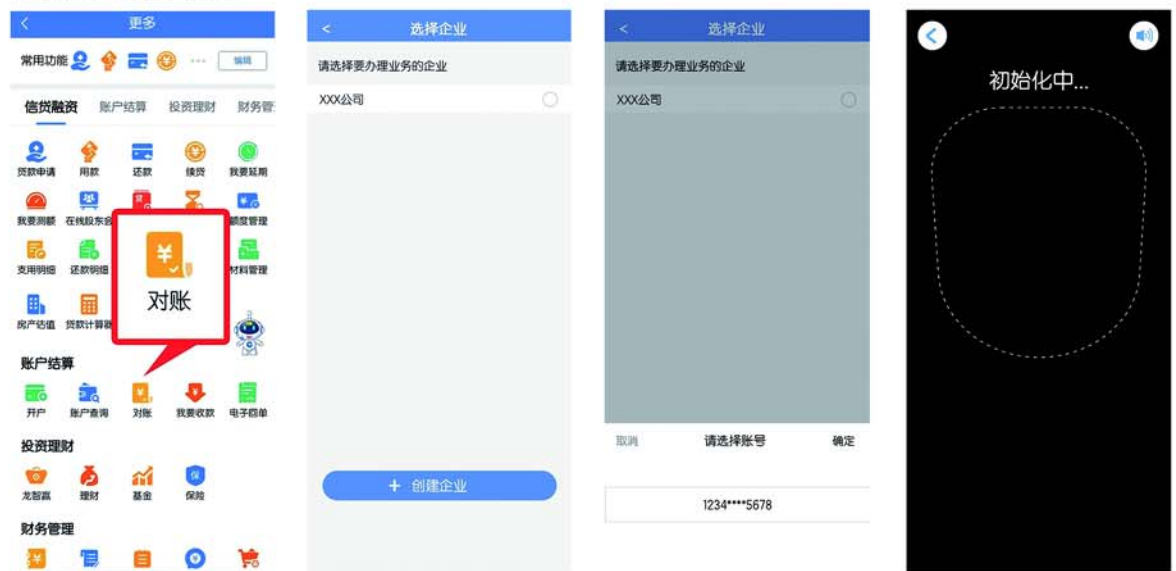 更多
常用功能
编辑
信贷融资 账户结算 投资理财 财务管
贷款申请 用款 还款 续贷 我要延期
我要测额 在线股东会 额度管理
支用明细 还款明细 材料管理
对账
房产估值 贷款计算器
账户结算
开户 账户查询 对账 我要收款 电子回单
投资理财
龙智赢 理财 基金 保险
财务管理
选择企业
请选择要办理业务的企业
XXX公司
+ 创建企业
选择企业
请选择要办理业务的企业
XXX公司
取消 请选择账号 确定
1234****5678
初始化中...